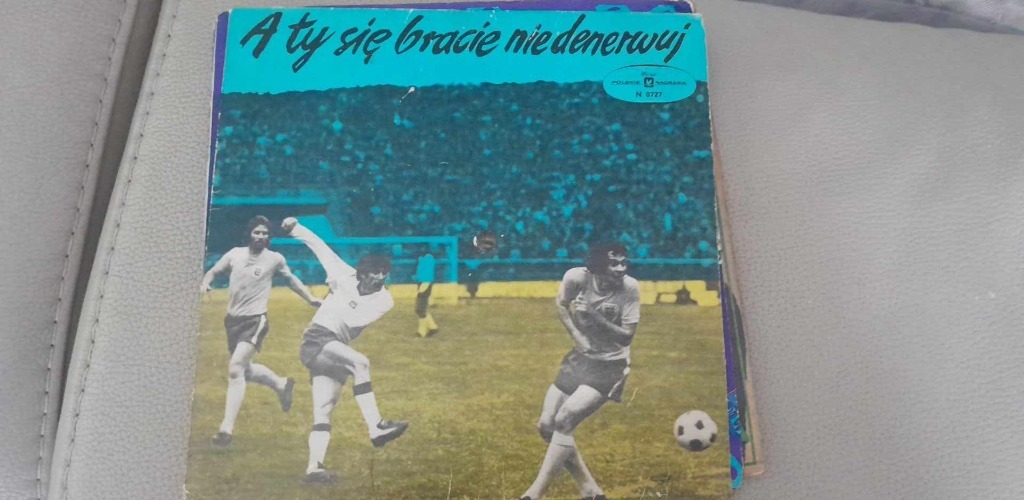 A ty się bracie nie denerwuj
POLSKIE NAGRANIA
N 0727